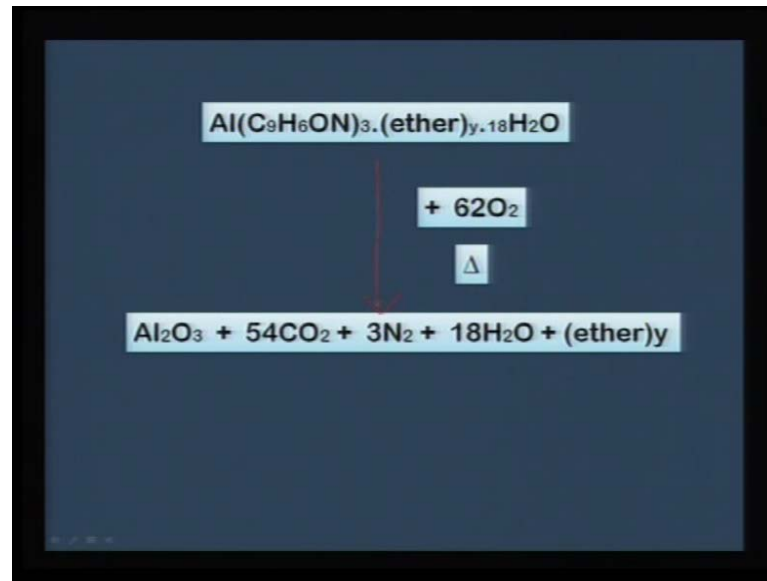 Al(C₉H₆ON)₃.(ether)y.₁₈H₂O
+ 62O₂
Δ
Al₂O₃ + 54CO₂ + 3N₂ + 18H₂O + (ether)y